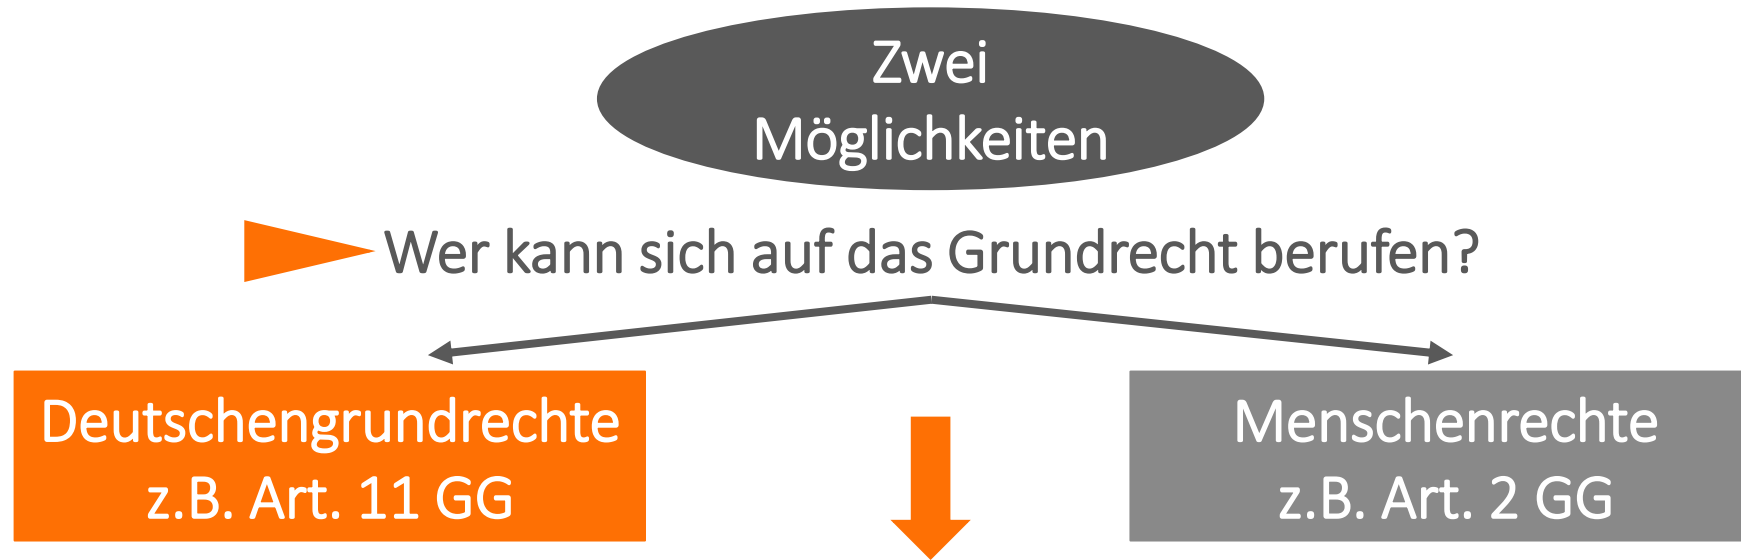 Zwei
Möglichkeiten
Wer kann sich auf das Grundrecht berufen?
Deutschengrundrechte
z.B. Art. 11 GG
Menschenrechte
z.B. Art. 2 GG